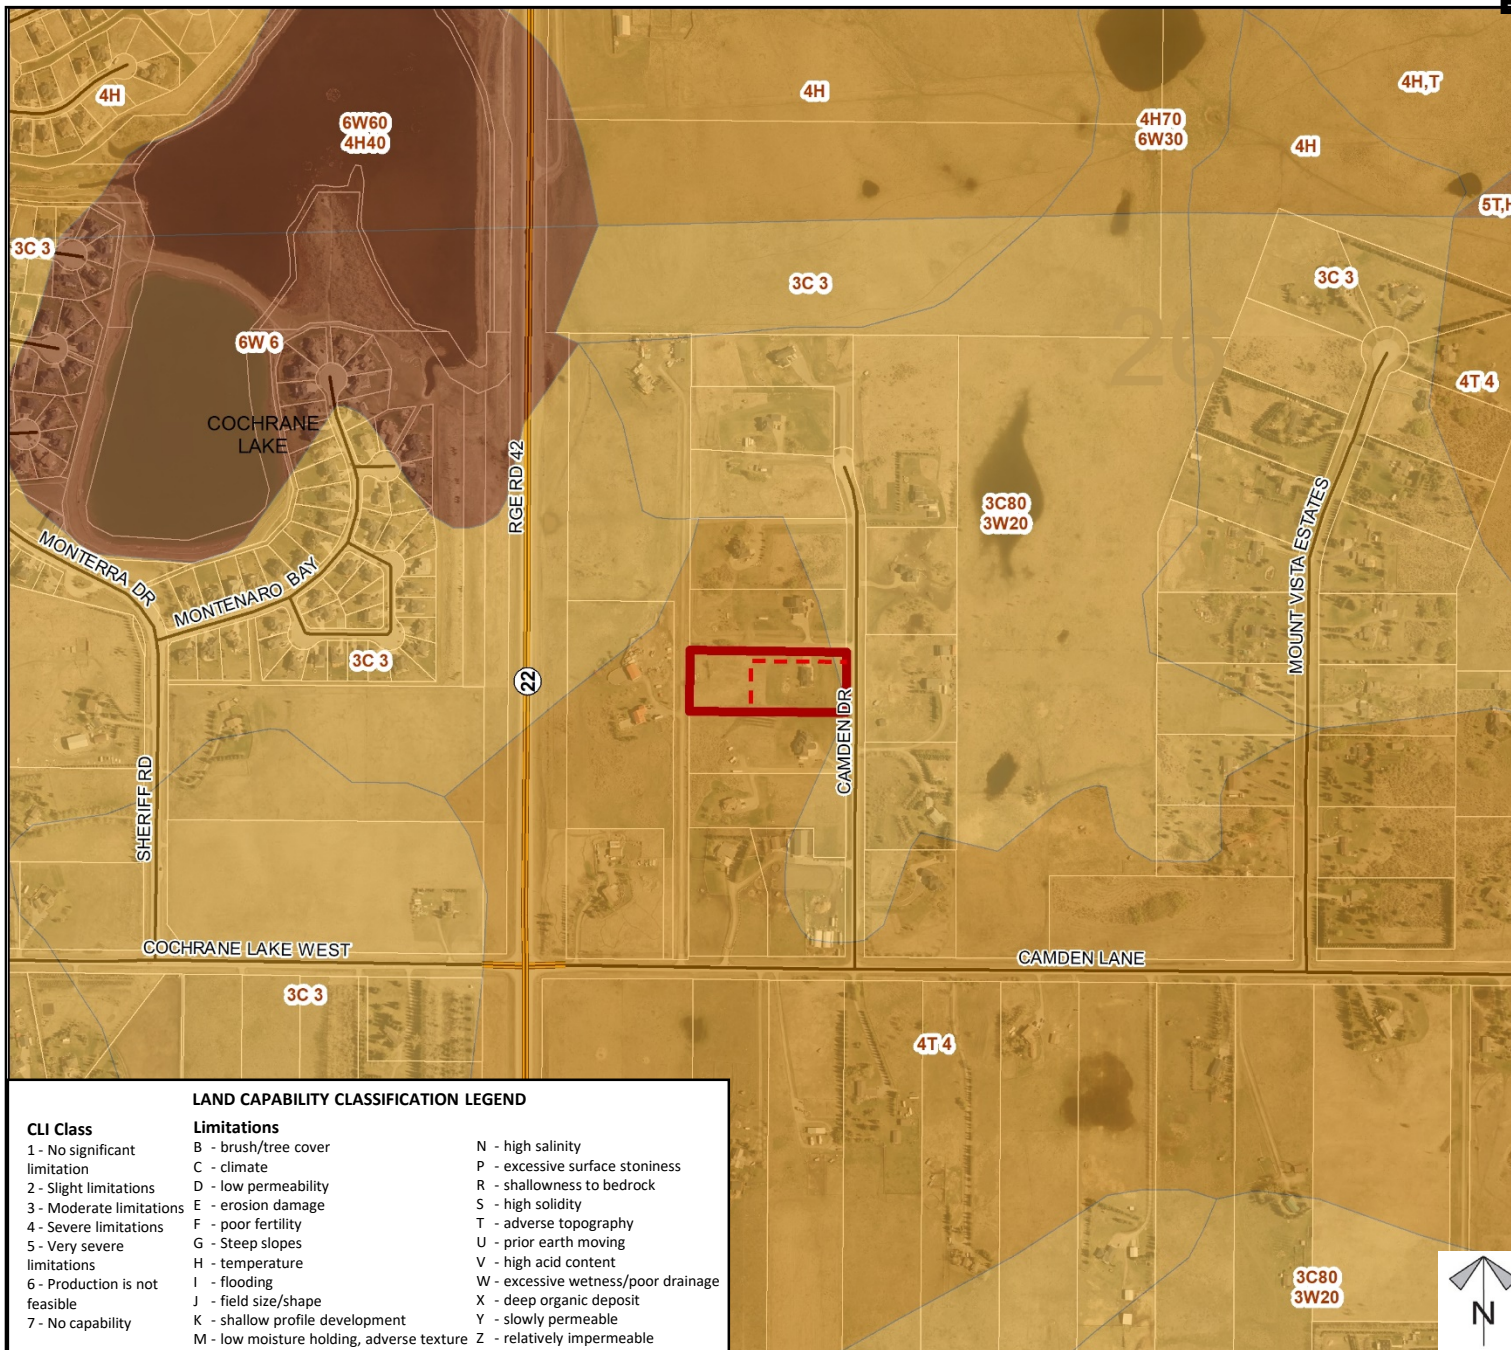 4H
6W60
4H40
4H
4H70
6W30
4H,T
4H
5T,H
3C 3
3C 3
3C 3
26
6W 6
4T 4
COCHRANE
LAKE
RGE RD 42
3C80
3W20
MOUNT VISTA ESTATES
MONTERRA DR
MONTENARO BAY
3C 3
22
CAMDEN DR
SHERIFF RD
COCHRANE LAKE WEST
CAMDEN LANE
3C 3
4T 4
3C80
3W20
N
LAND CAPABILITY CLASSIFICATION LEGEND
CLI Class
1 - No significant
limitation
2 - Slight limitations
3 - Moderate limitations
4 - Severe limitations
5 - Very severe
limitations
6 - Production is not
feasible
7 - No capability
Limitations
B - brush/tree cover
C - climate
D - low permeability
E - erosion damage
F - poor fertility
G - Steep slopes
H - temperature
I - flooding
J - field size/shape
K - shallow profile development
M - low moisture holding, adverse texture
N - high salinity
P - excessive surface stoniness
R - shallowness to bedrock
S - high solidity
T - adverse topography
U - prior earth moving
V - high acid content
W - excessive wetness/poor drainage
X - deep organic deposit
Y - slowly permeable
Z - relatively impermeable